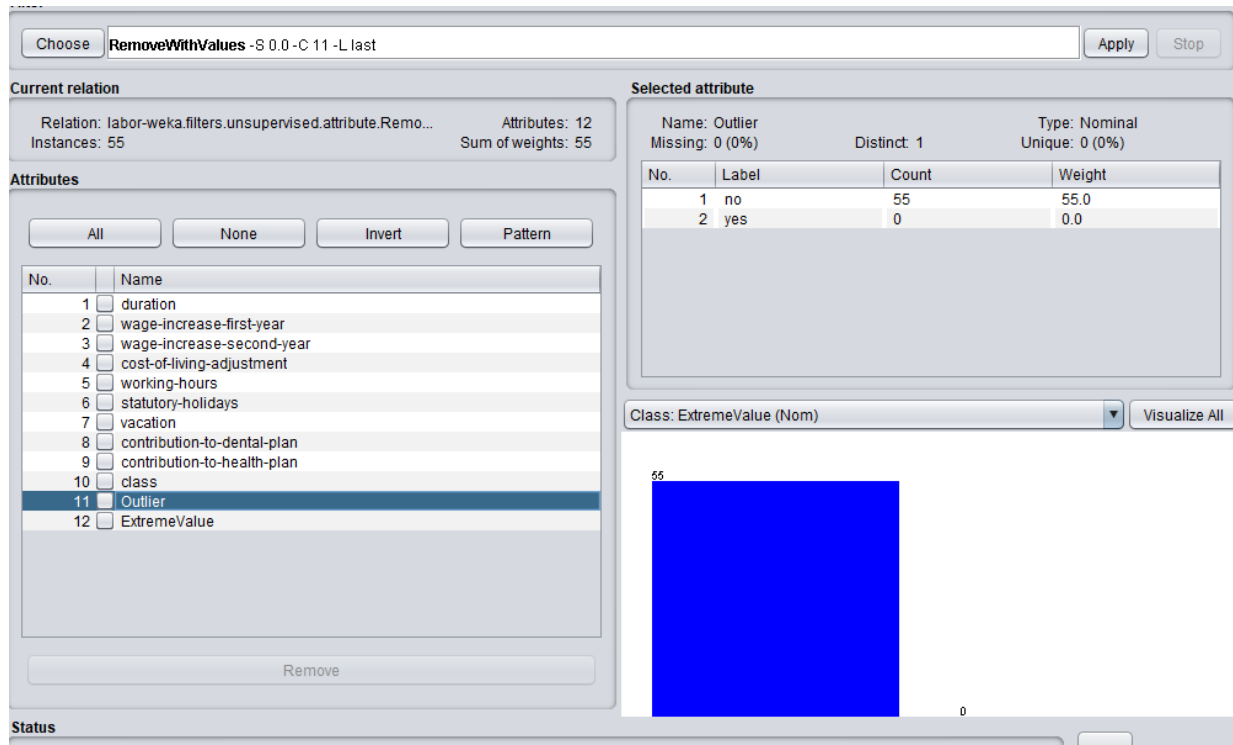 Choose RemoveWithValues -S 0.0 -C 11 -L last Apply Stop
Current relation
Relation: labor-weka.filters.unsupervised.attribute.Remo... Attributes: 12
Instances: 55 Sum of weights: 55
Attributes
All None Invert Pattern
No. Name
1 duration
2 wage-increase-first-year
3 wage-increase-second-year
4 cost-of-living-adjustment
5 working-hours
6 statutory-holidays
7 vacation
8 contribution-to-dental-plan
9 contribution-to-health-plan
10 class
11 Outlier
12 ExtremeValue
Remove
Status
Selected attribute
Name: Outlier Type: Nominal
Missing: 0 (0%) Distinct: 1 Unique: 0 (0%)
No. Label Count Weight
1 no 55 55.0
2 yes 0 0.0
Class: ExtremeValue (Nom) Visualize All
55
0